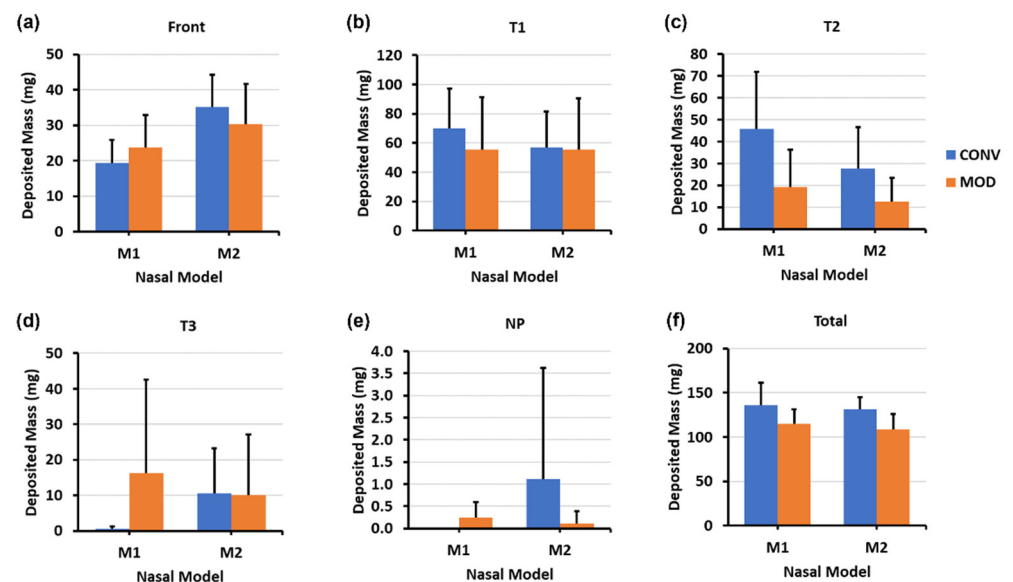 (a)
Front
Deposited Mass (mg)
50
40
30
20
10
0
M1 M2
Nasal Model
(b)
T1
Deposited Mass (mg)
120
100
80
60
40
20
0
M1 M2
Nasal Model
(c)
T2
Deposited Mass (mg)
80
70
60
50
40
30
20
10
0
M1 M2
Nasal Model
CONV
MOD
(d)
T3
Deposited Mass (mg)
50
40
30
20
10
0
M1 M2
Nasal Model
(e)
NP
Deposited Mass (mg)
4.0
3.5
3.0
2.5
2.0
1.5
1.0
0.5
0.0
M1 M2
Nasal Model
(f)
Total
Deposited Mass (mg)
200
150
100
50
0
M1 M2
Nasal Model